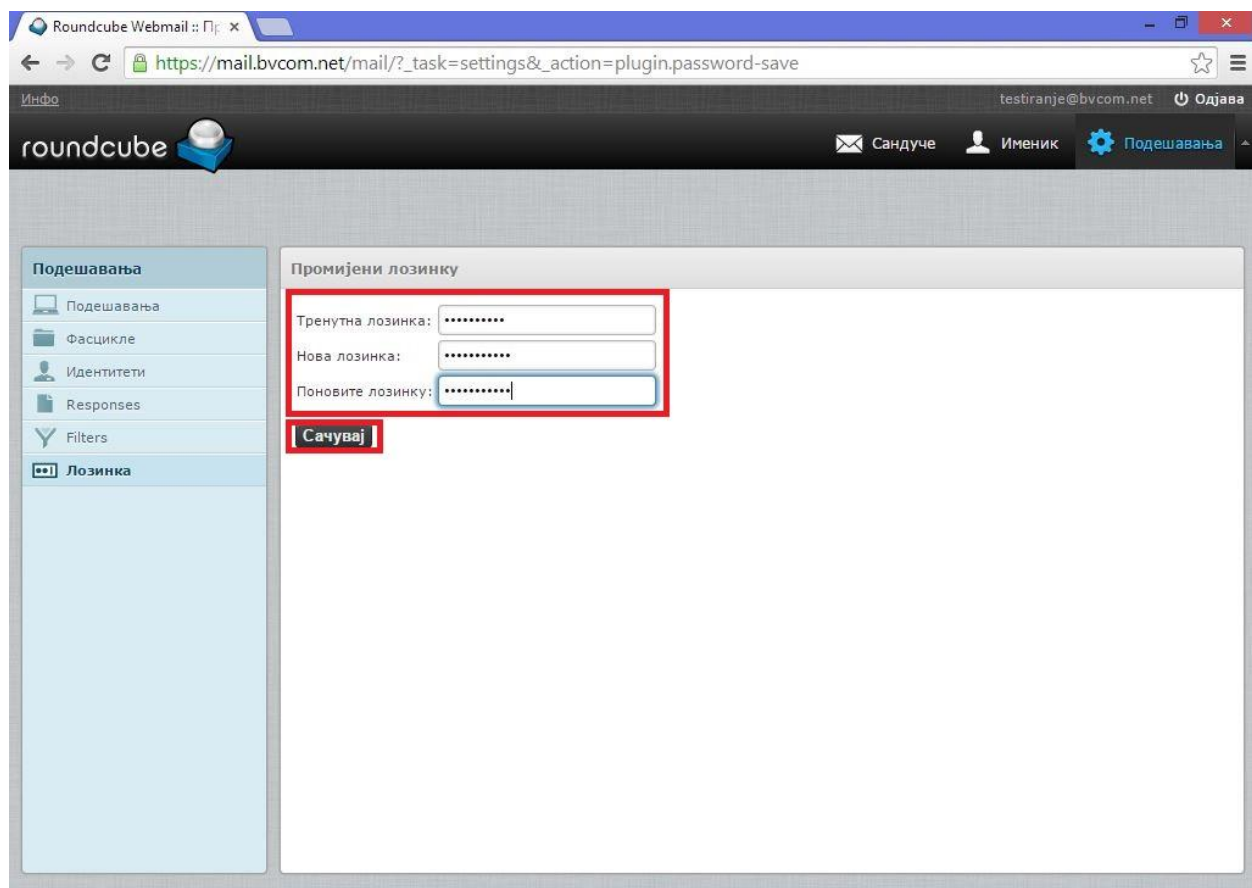 Roundcube Webmail :: Пр
https://mail.bvcom.net/mail/?_task=settings&_action=plugin.password-save
Инфо
testiranje@bvcom.net Одјава
roundcube
Сандуче Именик Подешавања
Подешавања
Подешавања
Фасцикле
Идентитети
Responses
Filters
Лозинка
Промијени лозинку
Тренутна лозинка: ••••••••••
Нова лозинка: •••••••••••
Поновите лозинку: •••••••••••
Сачувај